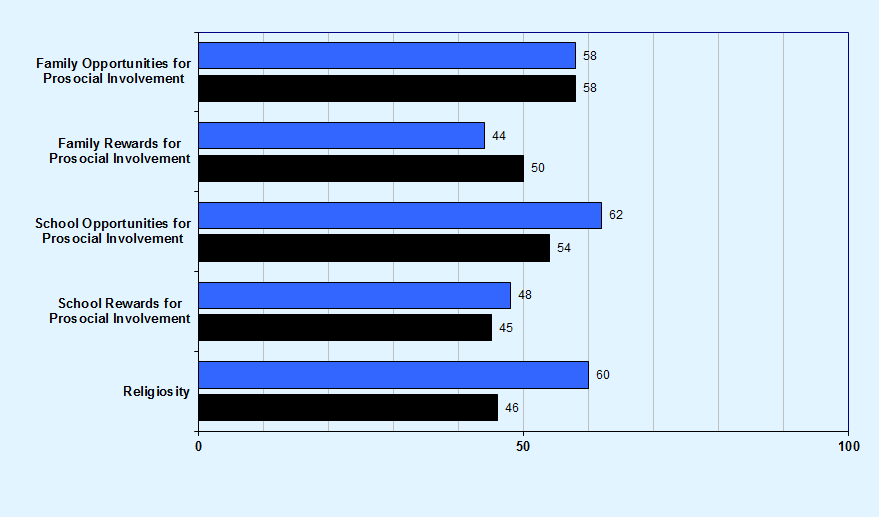 Family Opportunities for
Prosocial Involvement
58
58
Family Rewards for
Prosocial Involvement
44
50
School Opportunities for
Prosocial Involvement
62
54
School Rewards for
Prosocial Involvement
48
45
Religiosity
60
46
0
50
100